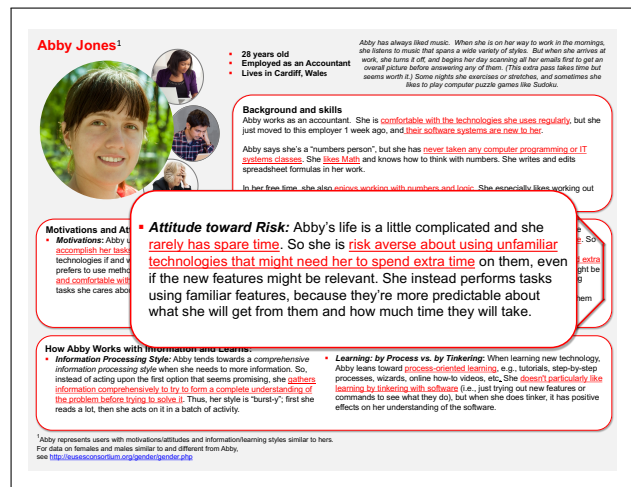 Abby Jones1
• 28 years old
• Employed as an Accountant
• Lives in Cardiff, Wales
Abby has always liked music. When she is on her way to work in the mornings,
she listens to music that spans a wide variety of styles. But when she arrives at
work, she turns it off, and begins her day scanning all her emails first to get an
overall picture before answering any of them. (This extra pass takes time but
seems worth it.) Some nights she exercises or stretches, and sometimes she
likes to play computer puzzle games like Sudoku.
Background and skills
Abby works as an accountant. She is comfortable with the technologies she uses regularly, but she
just moved to this employer 1 week ago, and their software systems are new to her.
Abby says she's a "numbers person", but she has never taken any computer programming or IT
systems classes. She likes Math and knows how to think with numbers. She writes and edits
spreadsheet formulas in her work.
In her free time, she also enjoys working with numbers and logic. She especially likes working out
Motivations and Att
• Motivations: Abby u
accomplish her tasks
technologies if and w
prefers to use metho
and comfortable with
tasks she cares abou
• Attitude toward Risk: Abby's life is a little complicated and she
rarely has spare time. So she is risk averse about using unfamiliar
technologies that might need her to spend extra time on them, even
if the new features might be relevant. She instead performs tasks
using familiar features, because they're more predictable about
what she will get from them and how much time they will take.
. So
d extra
ht be
g
em
How Abby Works with Information and Learns:
• Information Processing Style: Abby tends towards a comprehensive
information processing style when she needs to more information. So,
instead of acting upon the first option that seems promising, she gathers
information comprehensively to try to form a complete understanding of
the problem before trying to solve it. Thus, her style is "burst-y"; first she
reads a lot, then she acts on it in a batch of activity.
• Learning: by Process vs. by Tinkering: When learning new technology,
Abby leans toward process-oriented learning, e.g., tutorials, step-by-step
processes, wizards, online how-to videos, etc. She doesn't particularly like
learning by tinkering with software (i.e., just trying out new features or
commands to see what they do), but when she does tinker, it has positive
effects on her understanding of the software.
1Abby represents users with motivations/attitudes and information/learning styles similar to hers.
For data on females and males similar to and different from Abby,
see http://eusesconsortium.org/gender/gender.php